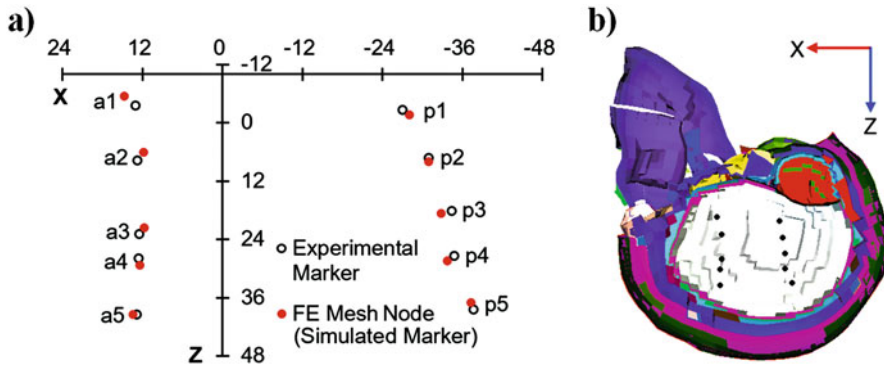 a)
24 12 0 -12 -24 -36 -48
X
-12
0
12
24
36
48
Z
a1
a2
a3
a4
a5
p1
p2
p3
p4
p5
Experimental
Marker
FE Mesh Node
(Simulated Marker)
b)
X
Z